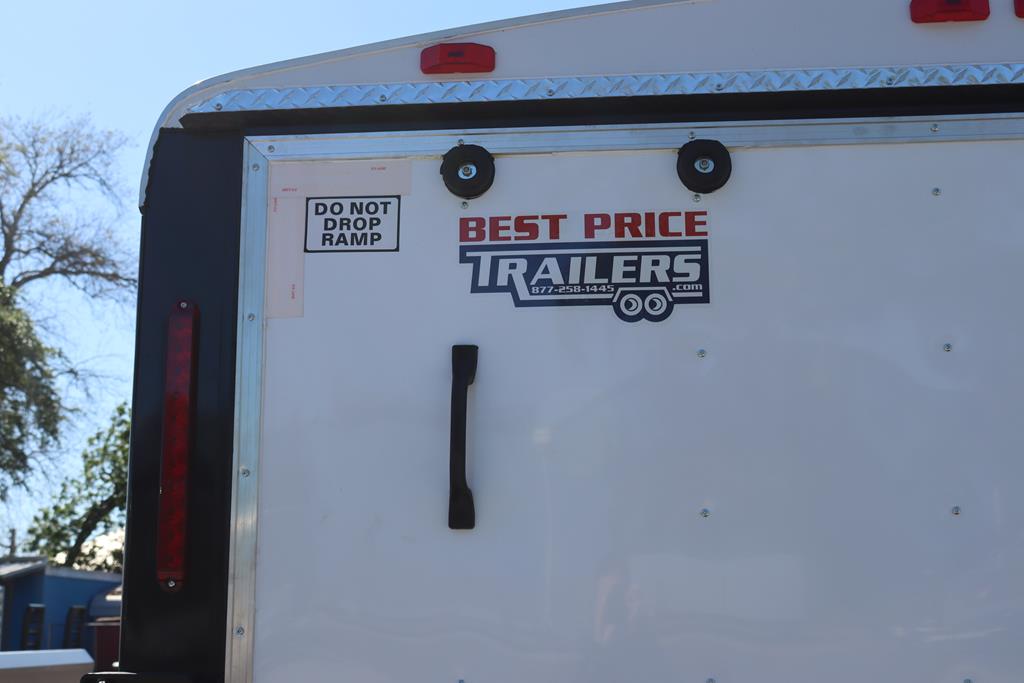 DO NOT
DROP
RAMP
BEST PRICE
TRAILERS
877-258-1445 .com